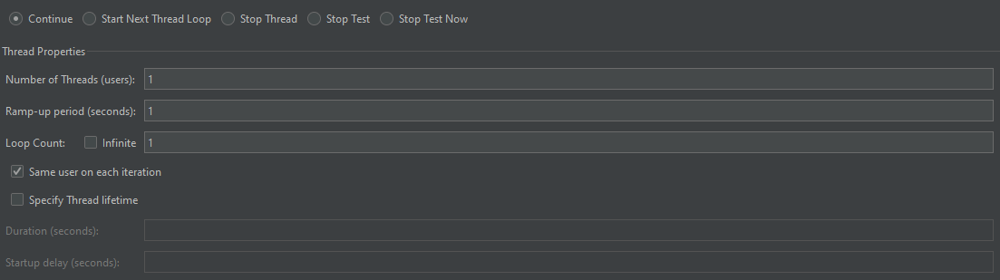 Continue Start Next Thread Loop Stop Thread Stop Test Stop Test Now
Thread Properties
Number of Threads (users): 1
Ramp-up period (seconds): 1
Loop Count: Infinite 1
Same user on each iteration
Specify Thread lifetime
Duration (seconds):
Startup delay (seconds):